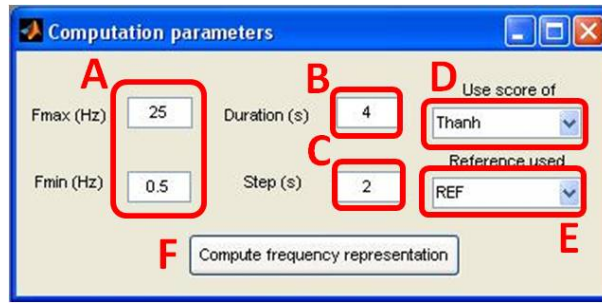 Computation parameters
A
B
D
Use score of
Fmax (Hz)
25
Duration (s)
4
Thanh
C
Reference used
Fmin (Hz)
0.5
Step (s)
2
REF
E
F
Compute frequency representation